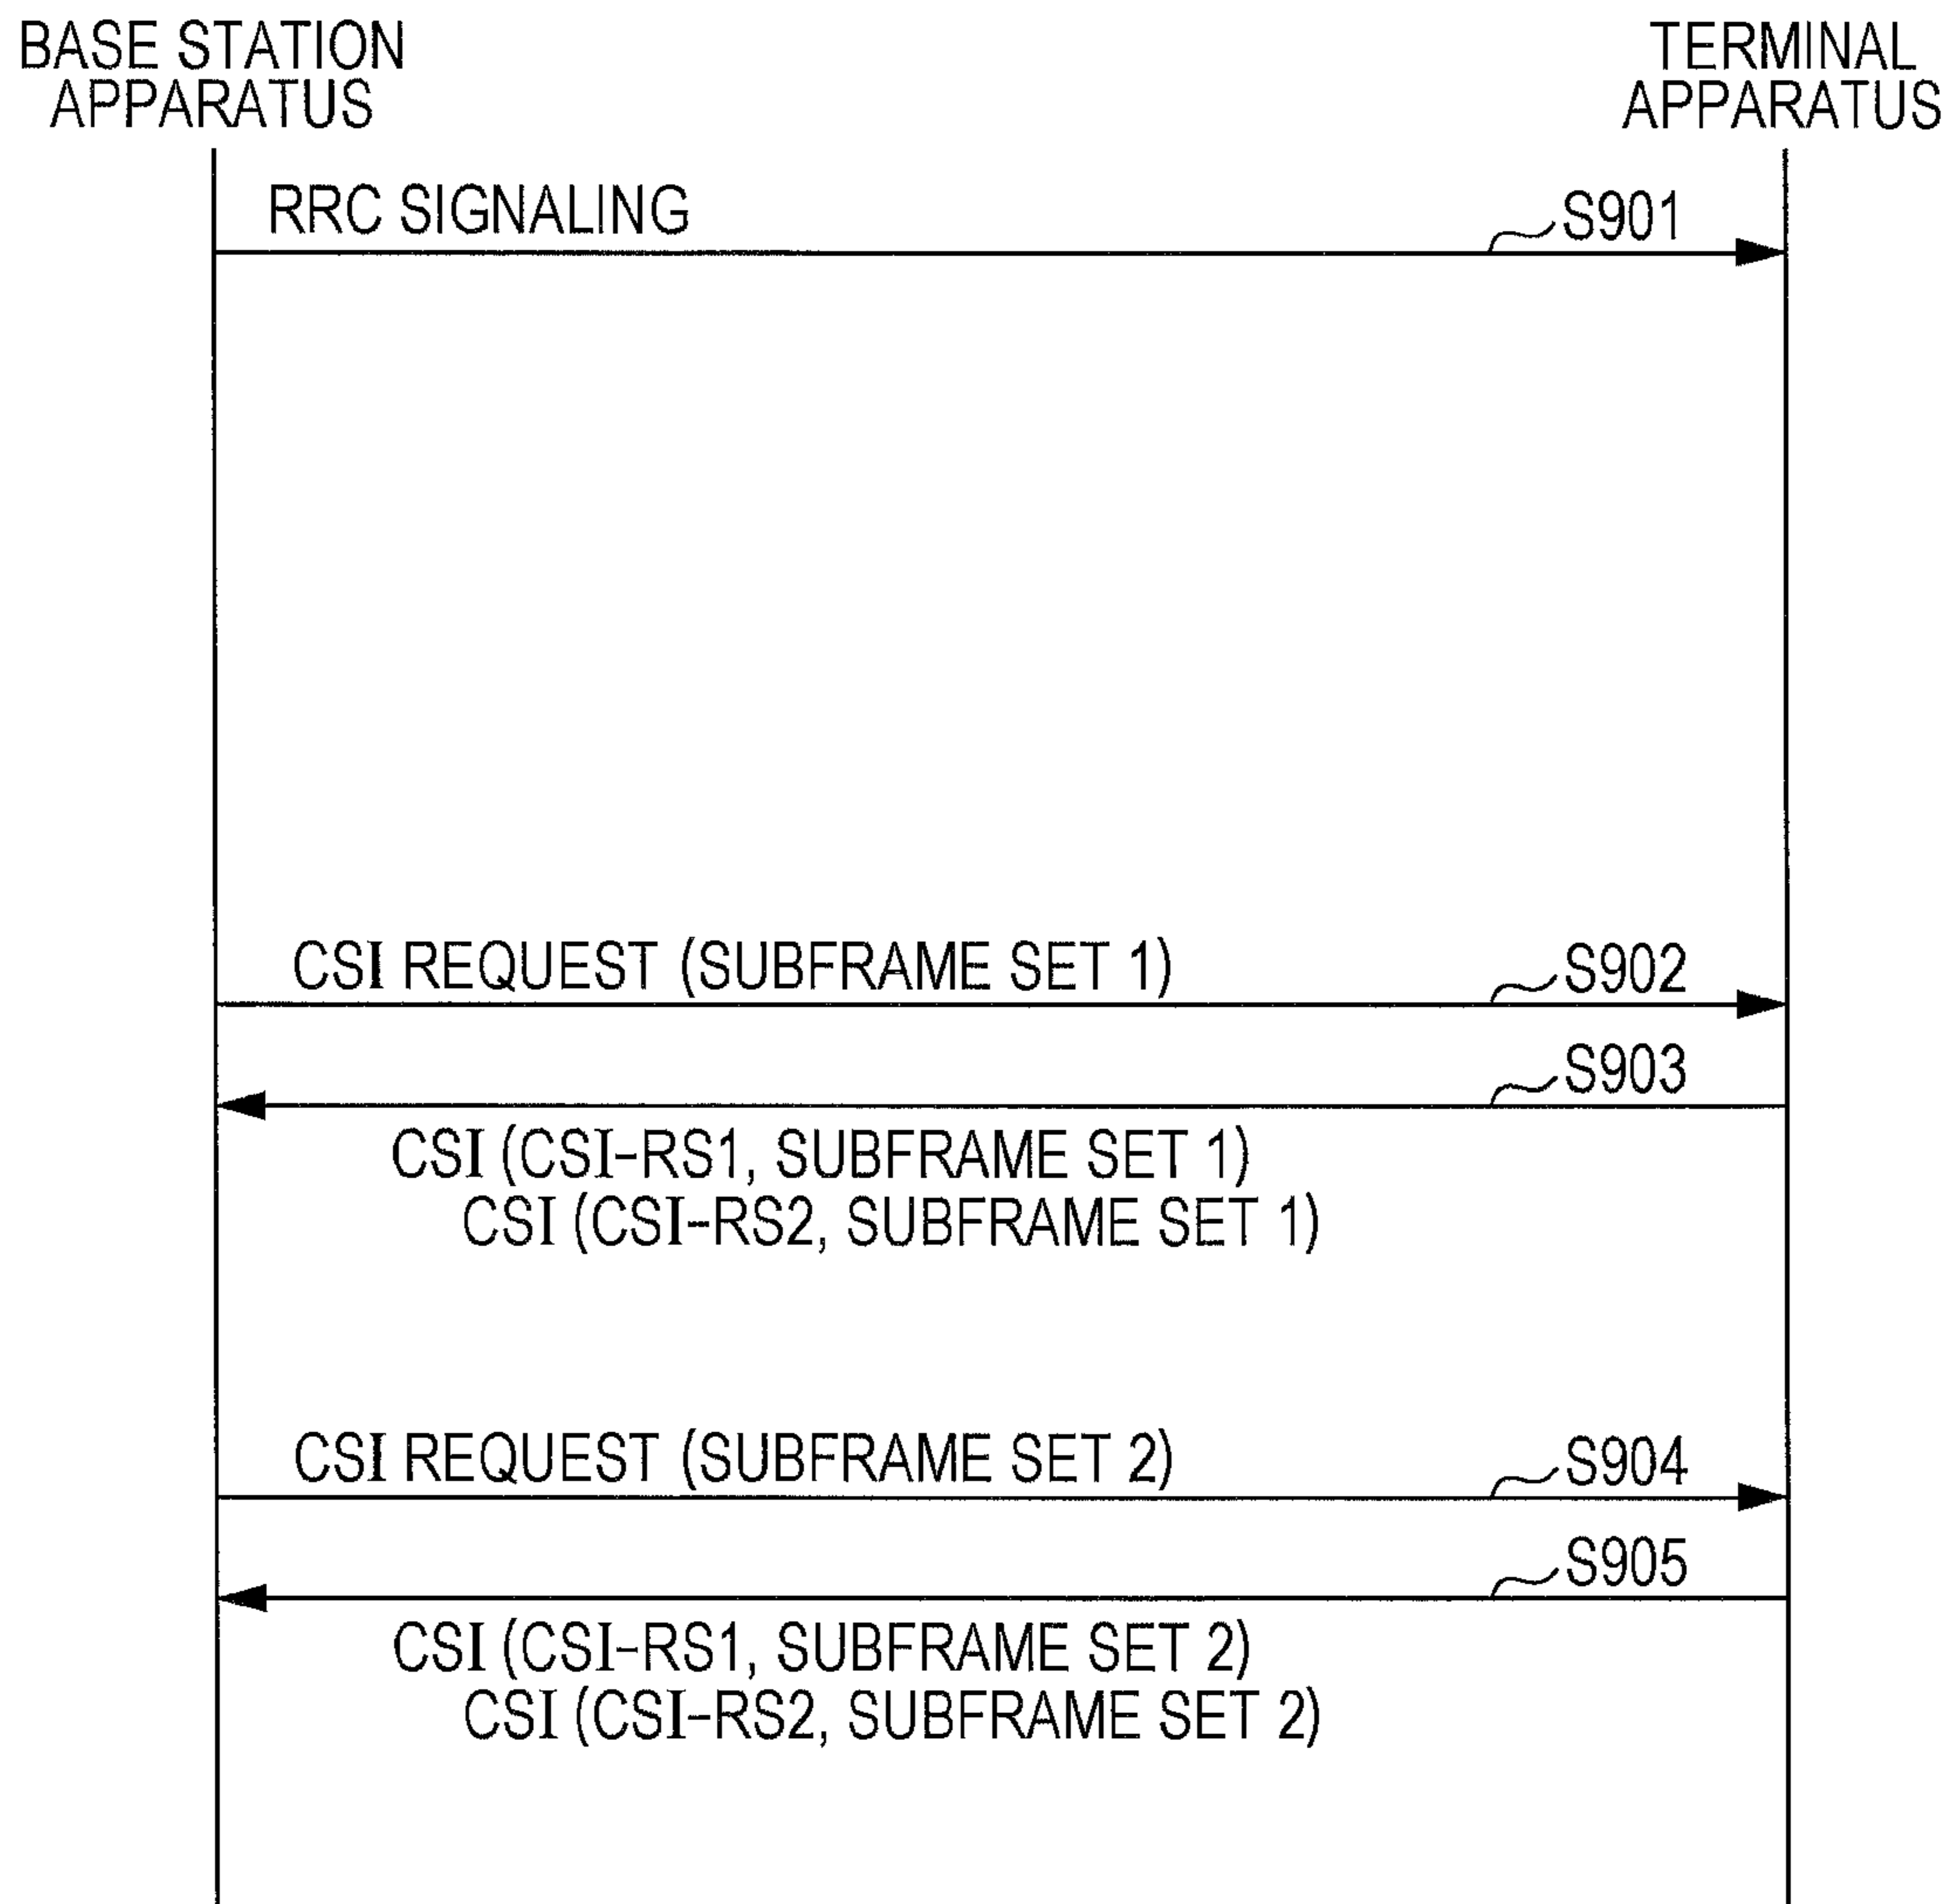 BASE STATION
APPARATUS
TERMINAL
APPARATUS
RRC SIGNALING
S901
CSI REQUEST (SUBFRAME SET 1)
S902
S903
CSI (CSI-RS1, SUBFRAME SET 1)
CSI (CSI-RS2, SUBFRAME SET 1)
CSI REQUEST (SUBFRAME SET 2)
S904
S905
CSI (CSI-RS1, SUBFRAME SET 2)
CSI (CSI-RS2, SUBFRAME SET 2)